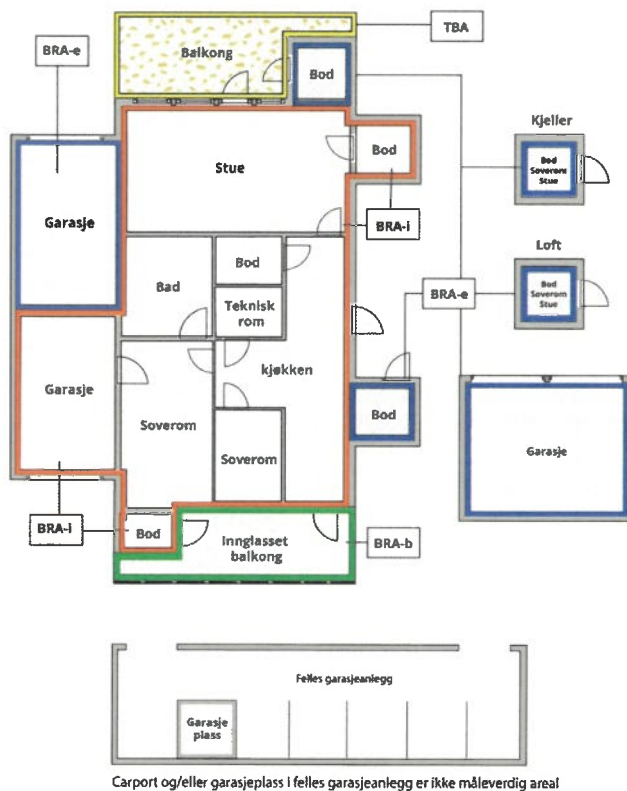 TBA
BRA-e
Balkong
Bod
Kjeller
Bod
Soverom
Stue
Bod
Stue
Garasje
BRA-i
Loft
Bod
Bad
Teknisk
rom
BRA-e
Bod
Soverom
Stue
kjøkken
Garasje
Bod
Soverom
Garasje
Soverom
BRA-i
Bod
Innglasset
balkong
BRA-b
Felles garasjeanlegg
Garasje
plass
Carport og/eller garasjeplass i felles garasjeanlegg er ikke måleverdig areal